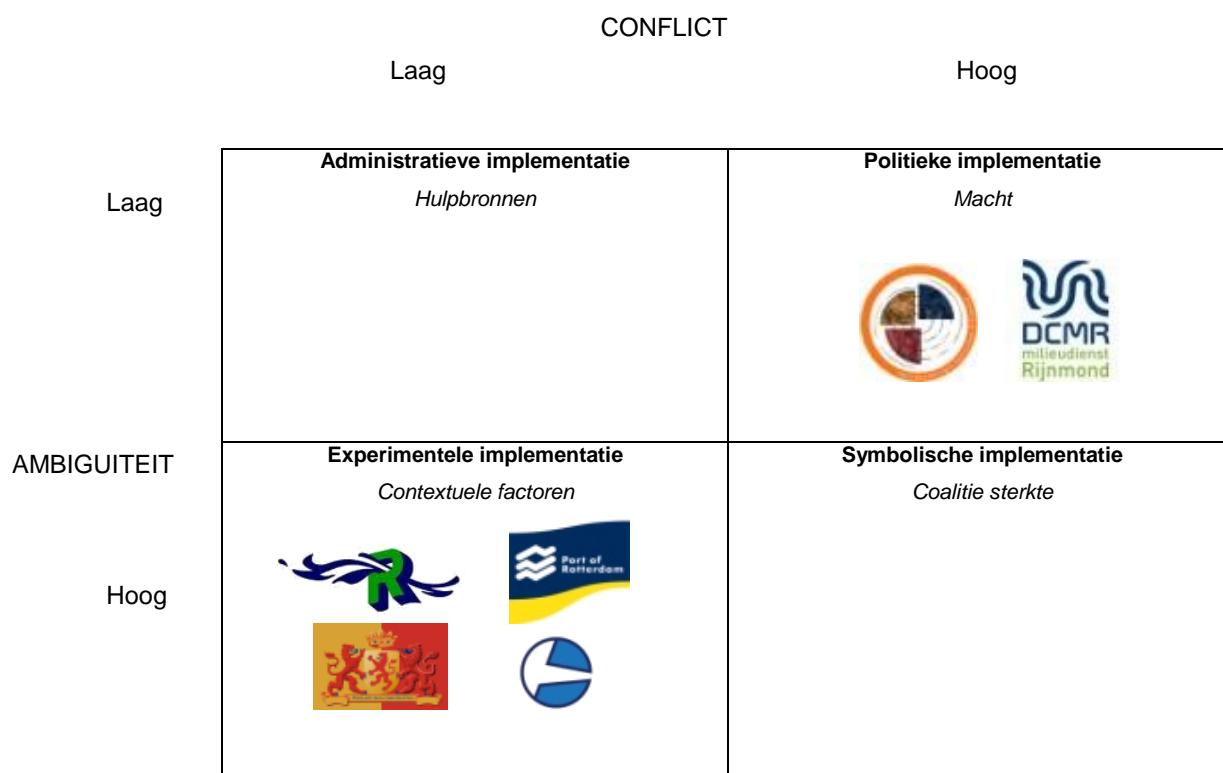 CONFLICT
Laag
Hoog
Administratieve implementatie
Politieke implementatie
Laag
Hulpbronnen
Macht
DCMR
milieudienst
Rijnmond
AMBIGUITEIT
Experimentele implementatie
Symbolische implementatie
Contextuele factoren
Coalitie sterkte
R
Port of
Rotterdam
Hoog